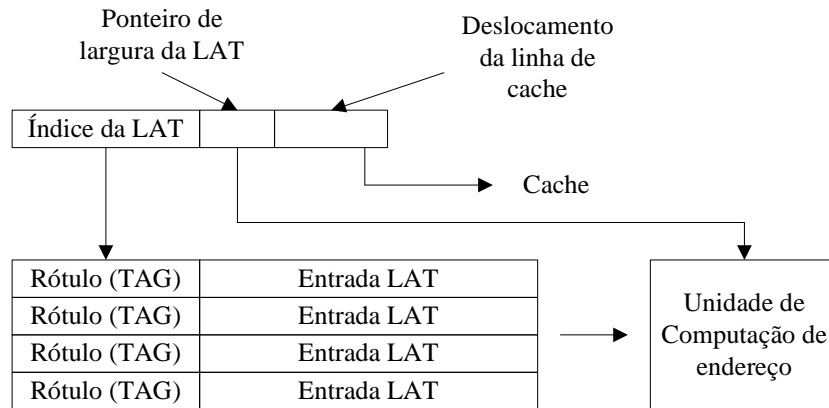 Ponteiro de
largura da LAT
Deslocamento
da linha de
cache
Índice da LAT
Cache
Rótulo (TAG) Entrada LAT
Rótulo (TAG) Entrada LAT
Rótulo (TAG) Entrada LAT
Rótulo (TAG) Entrada LAT
Unidade de
Computação de
endereço